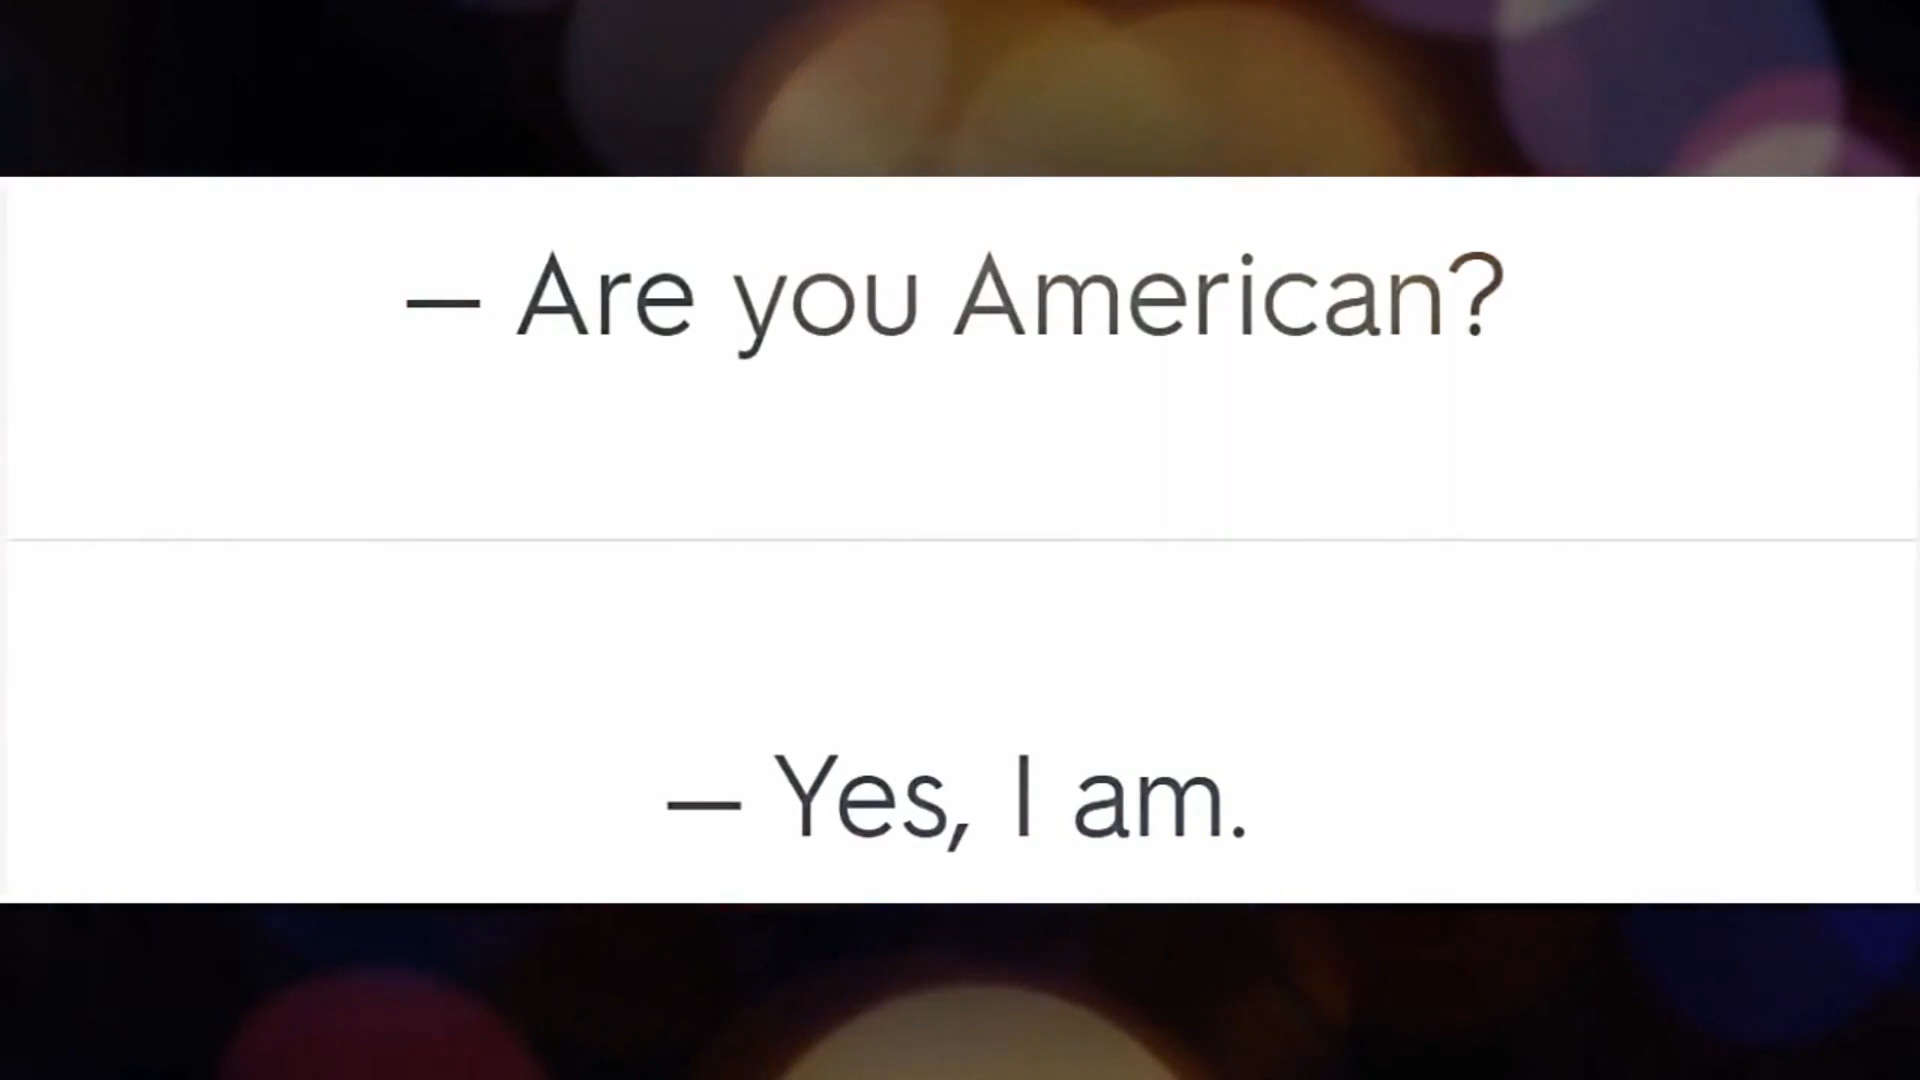 — Are you American?
— Yes, I am.